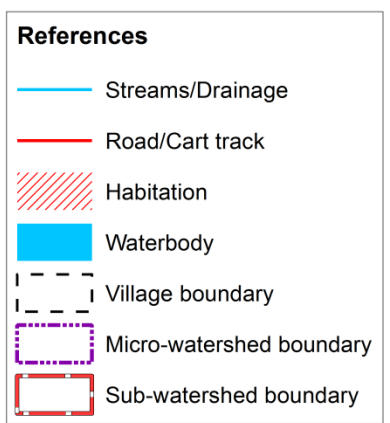 References
Streams/Drainage
Road/Cart track
Habitation
Waterbody
Village boundary
Micro-watershed boundary
Sub-watershed boundary